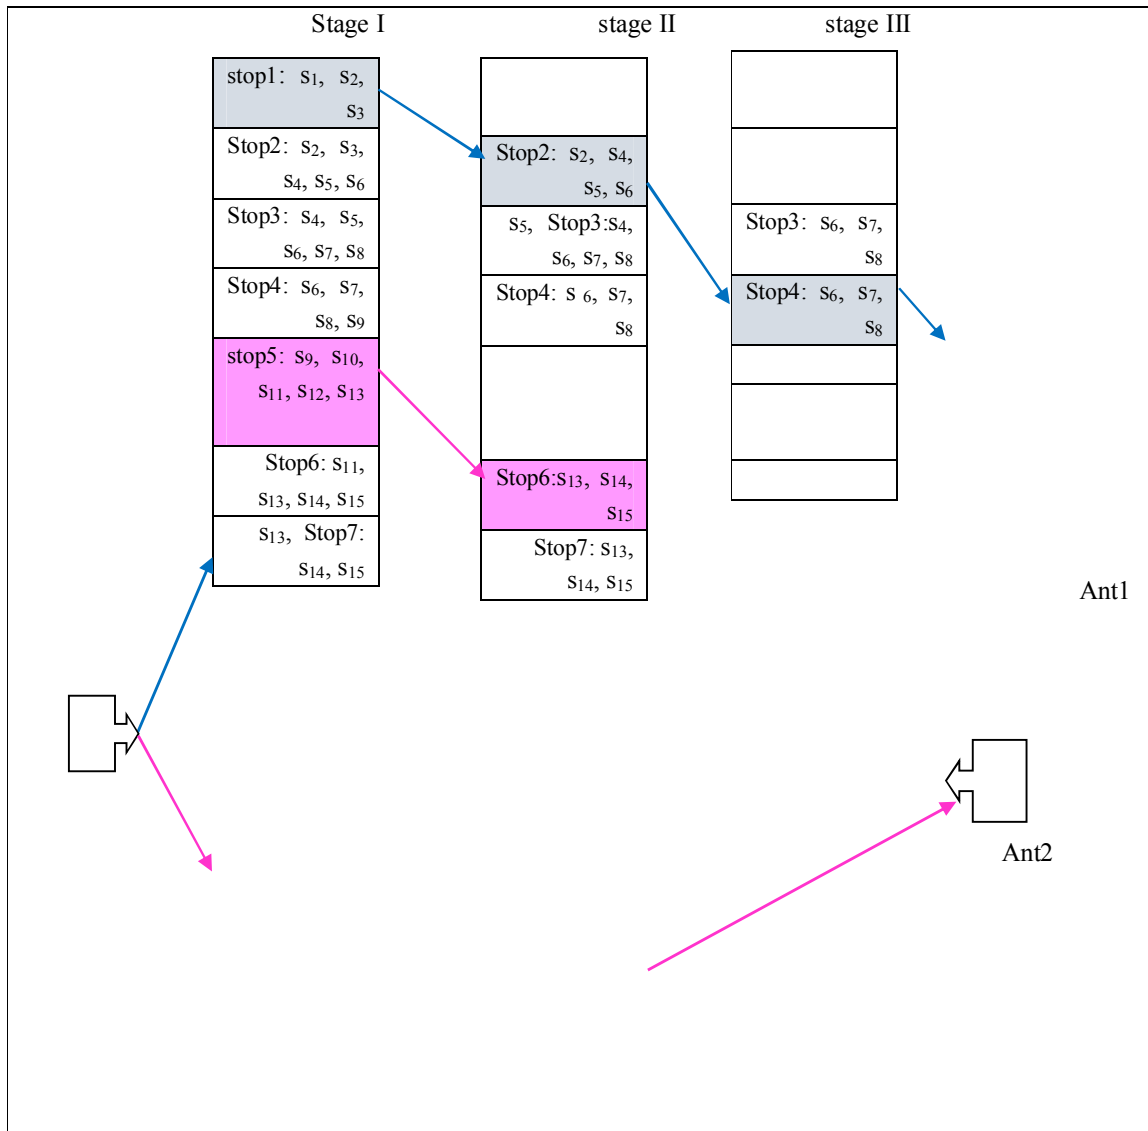 Stage I
stage II
stage III
stop1: s₁, s₂,
s₃
Stop2: s₂, s₃,
s₄, s₅, s₆
Stop3: s₄, s₅,
s₆, s₇, s₈
Stop4: s₆, s₇,
s₈, s₉
stop5: s₉, s₁₀,
s₁₁, s₁₂, s₁₃
Stop6: s₁₁,
s₁₃, s₁₄, s₁₅
s₁₃, Stop7:
s₁₄, s₁₅
Stop2: s₂, s₄,
s₅, s₆
s₅, Stop3:s₄,
s₆, s₇, s₈
Stop4: s ₆, s₇,
s₈
Stop6:s₁₃, s₁₄,
s₁₅
Stop7: s₁₃,
s₁₄, s₁₅
Stop3: s₆, s₇,
s₈
Stop4: s₆, s₇,
s₈
Ant1
Ant2